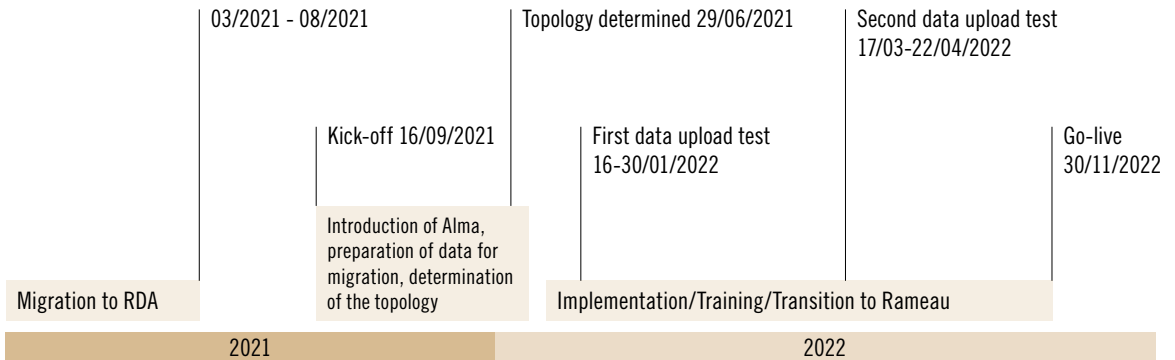 03/2021 - 08/2021
Topology determined 29/06/2021
Second data upload test
17/03-22/04/2022
Kick-off 16/09/2021
First data upload test
16-30/01/2022
Go-live
30/11/2022
Introduction of Alma,
preparation of data for
migration, determination
of the topology
Migration to RDA
Implementation/Training/Transition to Rameau
2021
2022